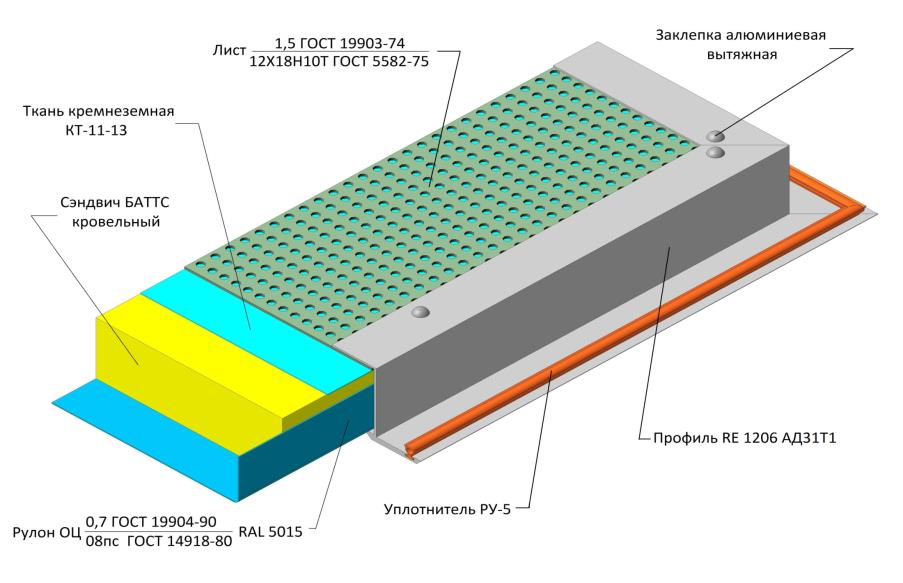 Заклепка алюминиевая
вытяжная
Лист 1,5 ГОСТ 19903-74
12Х18Н10Т ГОСТ 5582-75
Ткань кремнеземная
КТ-11-13
Сэндвич БАТТС
кровельный
Профиль RE 1206 АД31Т1
Уплотнитель РУ-5
Рулон ОЦ 0,7 ГОСТ 19904-90 RAL 5015
08пс ГОСТ 14918-80